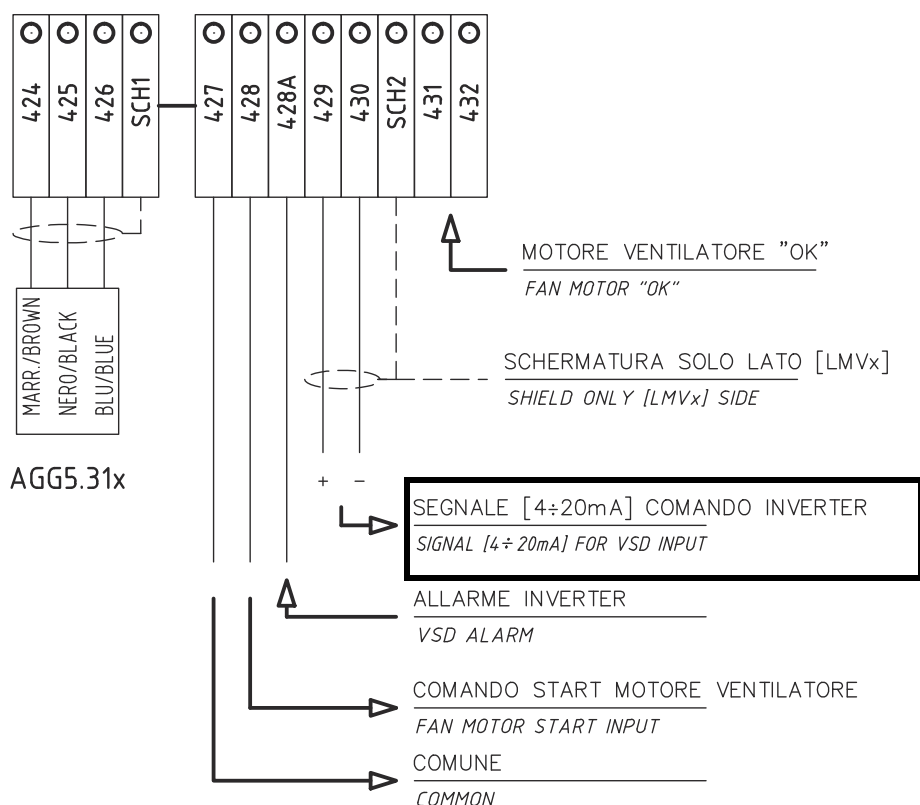 424 425 426 SCH1 427 428 428A 429 430 SCH2 431 432
MARR./BROWN
NERO/BLACK
BLU/BLUE
AGG5.31x
MOTORE VENTILATORE "OK"
FAN MOTOR "OK"
SCHERMATURA SOLO LATO [LMVx]
SHIELD ONLY [LMVx] SIDE
+ −
SEGNALE [4÷20mA] COMANDO INVERTER
SIGNAL [4÷20mA] FOR VSD INPUT
ALLARME INVERTER
VSD ALARM
COMANDO START MOTORE VENTILATORE
FAN MOTOR START INPUT
COMUNE
COMMON